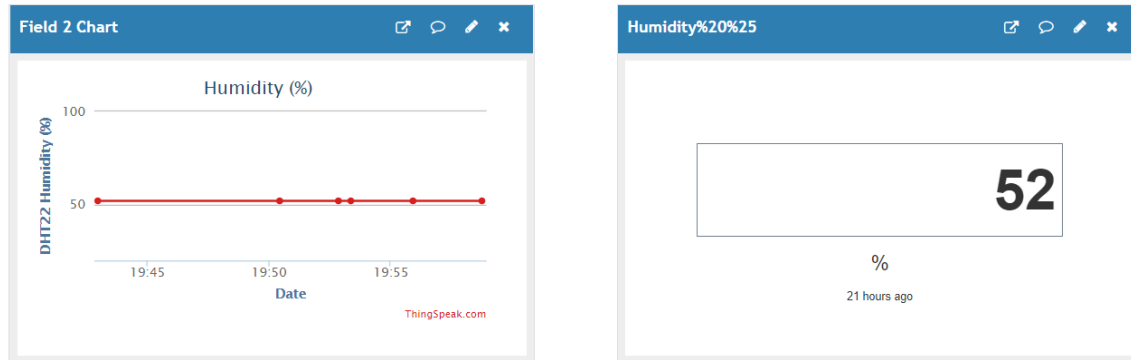 Field 2 Chart
Humidity (%)
100
50
DHT22 Humidity (%)
19:45 19:50 19:55
Date
ThingSpeak.com
Humidity%20%25
52
%
21 hours ago